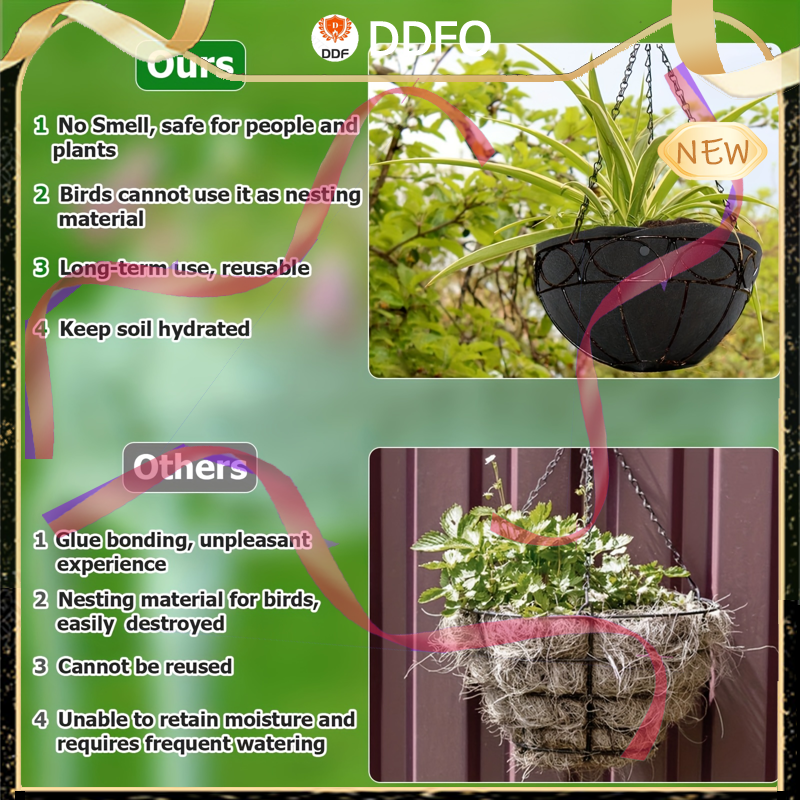 D
DDF
DDFO
Ours
NEW
1 No Smell, safe for people and
plants
2 Birds cannot use it as nesting
material
3 Long-term use, reusable
4 Keep soil hydrated
Others
1 Glue bonding, unpleasant
experience
2 Nesting material for birds,
easily destroyed
3 Cannot be reused
4 Unable to retain moisture and
requires frequent watering